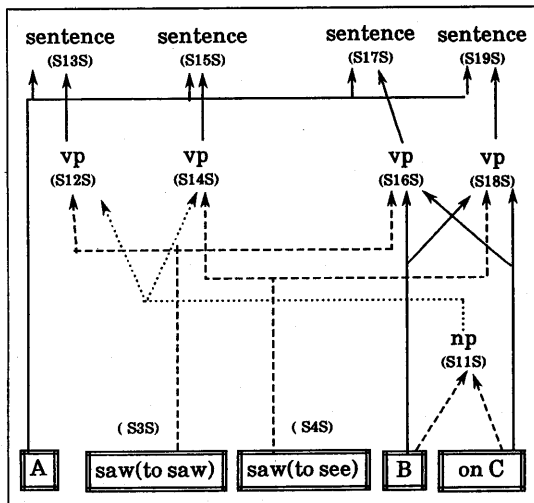 sentence sentence sentence sentence
(S13S) (S15S) (S17S) (S19S)
vp vp vp vp
(S12S) (S14S) (S16S) (S18S)
np
(S11S)
( S3S) ( S4S)
A saw(to saw) saw(to see) B on C